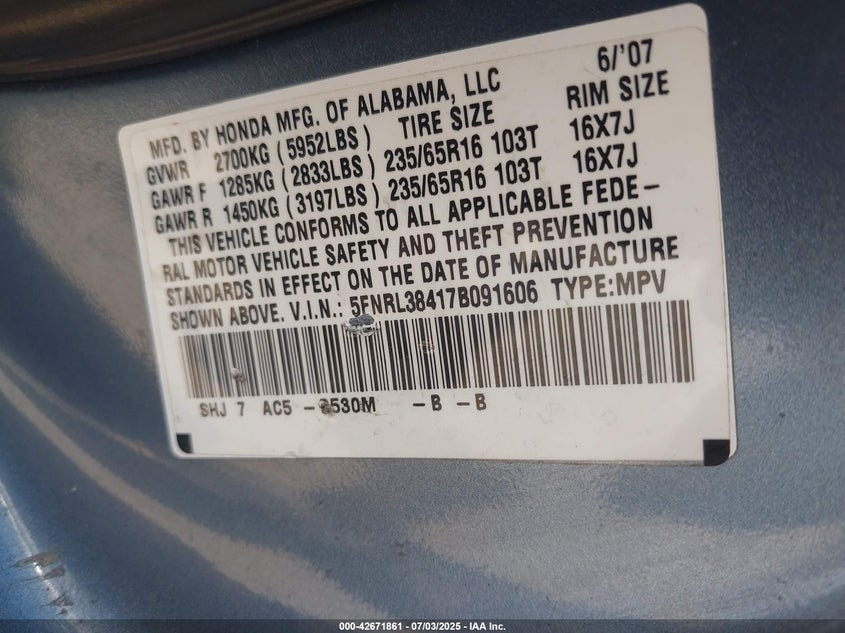 6/'07
MFD. BY HONDA MFG. OF ALABAMA, LLC
GVWR 2700KG (5952LBS) TIRE SIZE RIM SIZE
GAWR F 1285KG (2833LBS) 235/65R16 103T 16X7J
GAWR R 1450KG (3197LBS) 235/65R16 103T 16X7J
THIS VEHICLE CONFORMS TO ALL APPLICABLE FEDE-
RAL MOTOR VEHICLE SAFETY AND THEFT PREVENTION
STANDARDS IN EFFECT ON THE DATE OF MANUFACTURE
SHOWN ABOVE. V.I.N.: 5FNRL38417B091606 TYPE:MPV
SHJ 7 AC5 - -B -B
000-42671861 | 07/03/2025 | IAA Inc.